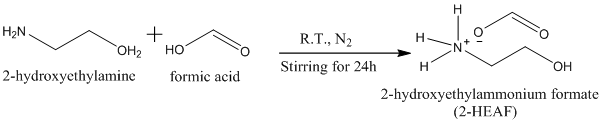 H₂N
OH₂
+
HO
O
R.T., N₂
Stirring for 24h
H
H
H
N
+
O
−
O
OH
2-hydroxyethylamine
formic acid
2-hydroxyethylammonium formate
(2-HEAF)